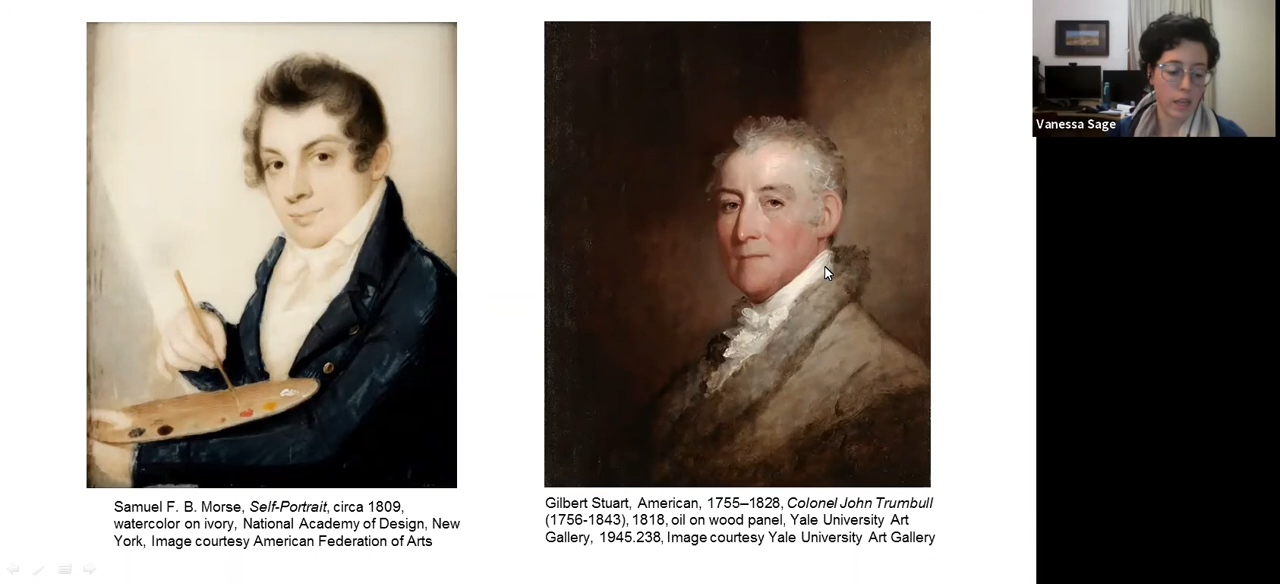 Vanessa Sage
Samuel F. B. Morse, Self-Portrait, circa 1809,
watercolor on ivory, National Academy of Design, New
York, Image courtesy American Federation of Arts
Gilbert Stuart, American, 1755–1828, Colonel John Trumbull
(1756-1843), 1818, oil on wood panel, Yale University Art
Gallery, 1945.238, Image courtesy Yale University Art Gallery